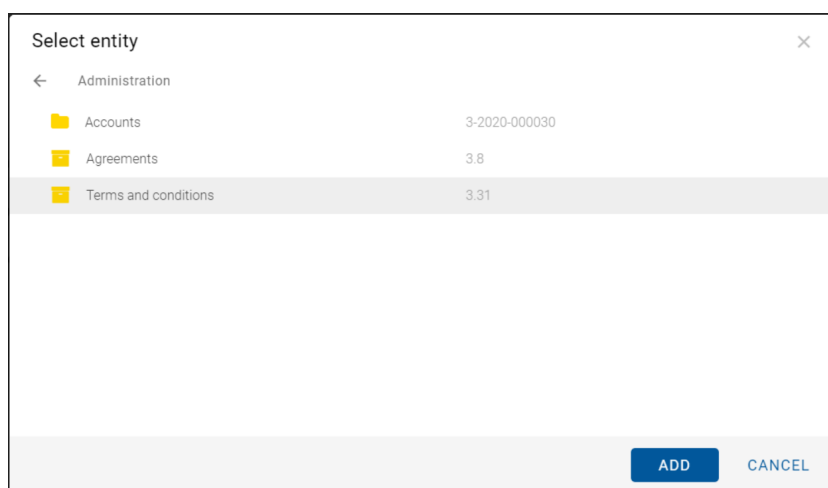 Select entity
Administration
Accounts 3-2020-000030
Agreements 3.8
Terms and conditions 3.31
ADD CANCEL